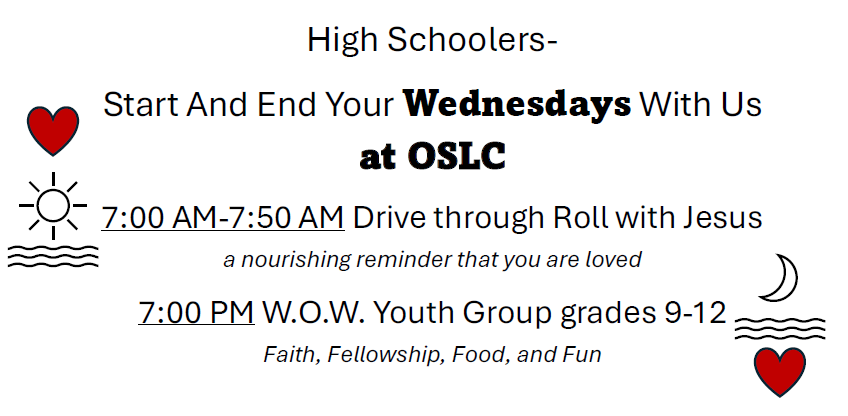 High Schoolers-
Start And End Your Wednesdays With Us
at OSLC
7:00 AM-7:50 AM Drive through Roll with Jesus
a nourishing reminder that you are loved
7:00 PM W.O.W. Youth Group grades 9-12
Faith, Fellowship, Food, and Fun